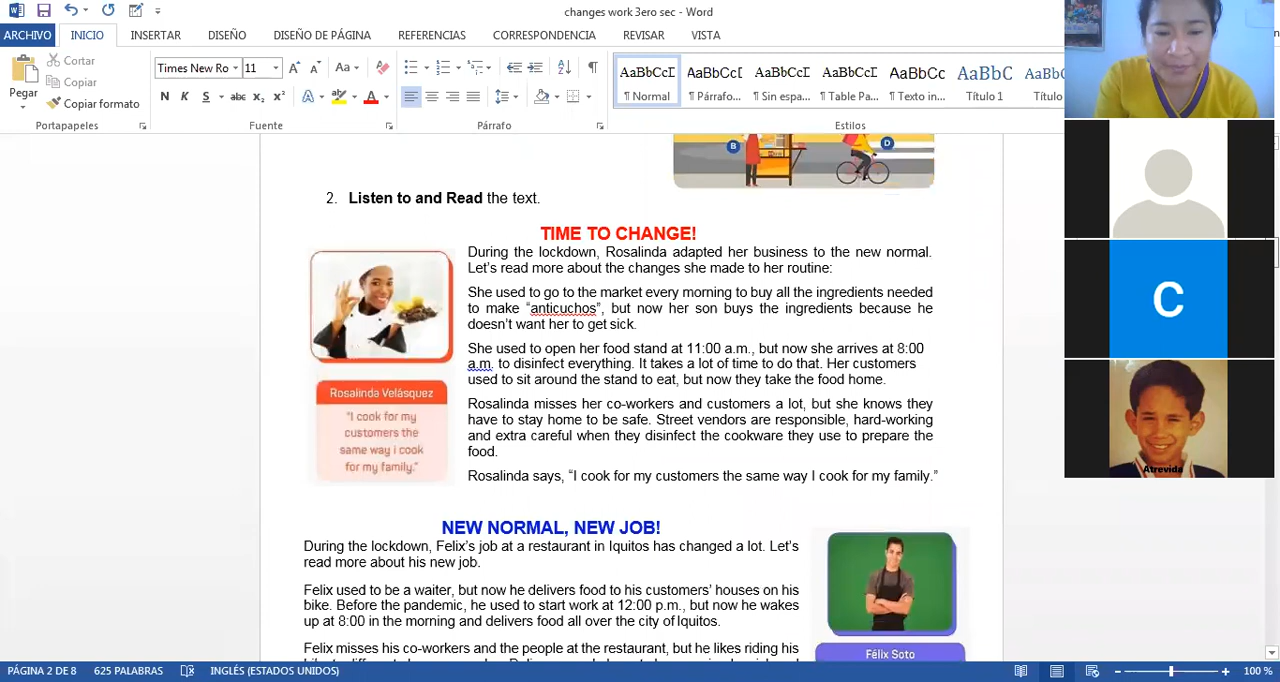 changes work 3ero sec - Word
ARCHIVO INICIO INSERTAR DISEÑO DISEÑO DE PÁGINA REFERENCIAS CORRESPONDENCIA REVISAR VISTA
Pegar
Cortar
Copiar
Copiar formato
Portapapeles
Times New Ro 11
Aa
N K S abc x₂ x²
Fuente
Párrafo
AaBbCcI AaBbCcI AaBbCcI AaBbCcI AaBbCc AaBbC AaBb
¶ Normal ¶ Párrafo... ¶ Sin espa... ¶ Table Pa... ¶ Texto in... Título 1 Título
Estilos
B D
2. Listen to and Read the text.
TIME TO CHANGE!
During the lockdown, Rosalinda adapted her business to the new normal.
Let's read more about the changes she made to her routine:
She used to go to the market every morning to buy all the ingredients needed
to make "anticuchos", but now her son buys the ingredients because he
doesn't want her to get sick.
She used to open her food stand at 11:00 a.m., but now she arrives at 8:00
a.m. to disinfect everything. It takes a lot of time to do that. Her customers
used to sit around the stand to eat, but now they take the food home.
Rosalinda misses her co-workers and customers a lot, but she knows they
have to stay home to be safe. Street vendors are responsible, hard-working
and extra careful when they disinfect the cookware they use to prepare the
food.
Rosalinda says, "I cook for my customers the same way I cook for my family."
Rosalinda Velásquez
"I cook for my
customers the
same way i cook
for my family."
NEW NORMAL, NEW JOB!
During the lockdown, Felix's job at a restaurant in Iquitos has changed a lot. Let's
read more about his new job.
Felix used to be a waiter, but now he delivers food to his customers' houses on his
bike. Before the pandemic, he used to start work at 12:00 p.m., but now he wakes
up at 8:00 in the morning and delivers food all over the city of Iquitos.
Felix misses his co-workers and the people at the restaurant, but he likes riding his
Félix Soto
C
Atrevida
PÁGINA 2 DE 8 625 PALABRAS INGLÉS (ESTADOS UNIDOS) 100 %